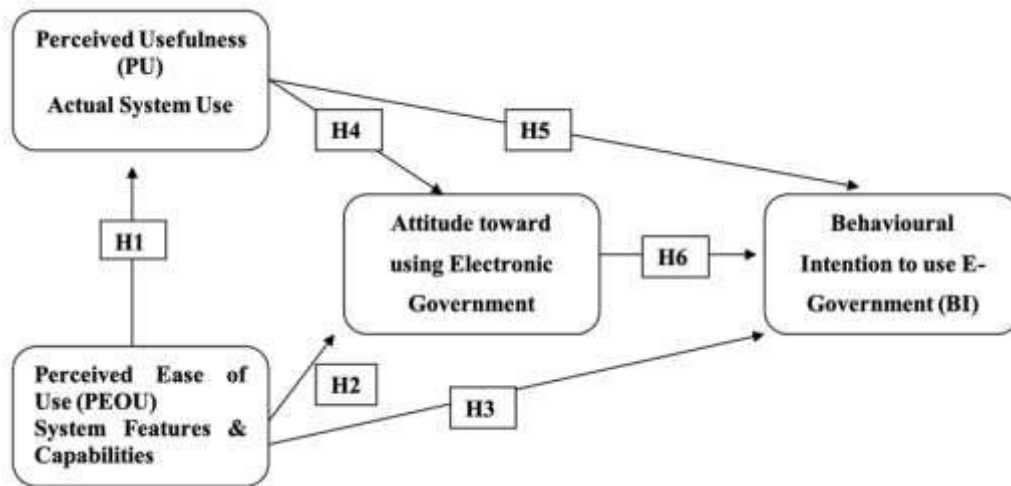 Perceived Usefulness
(PU)
Actual System Use
H4
H5
H1
Attitude toward
using Electronic
Government
H6
Behavioural
Intention to use E-
Government (BI)
Perceived Ease of
Use (PEOU)
System Features &
Capabilities
H2
H3